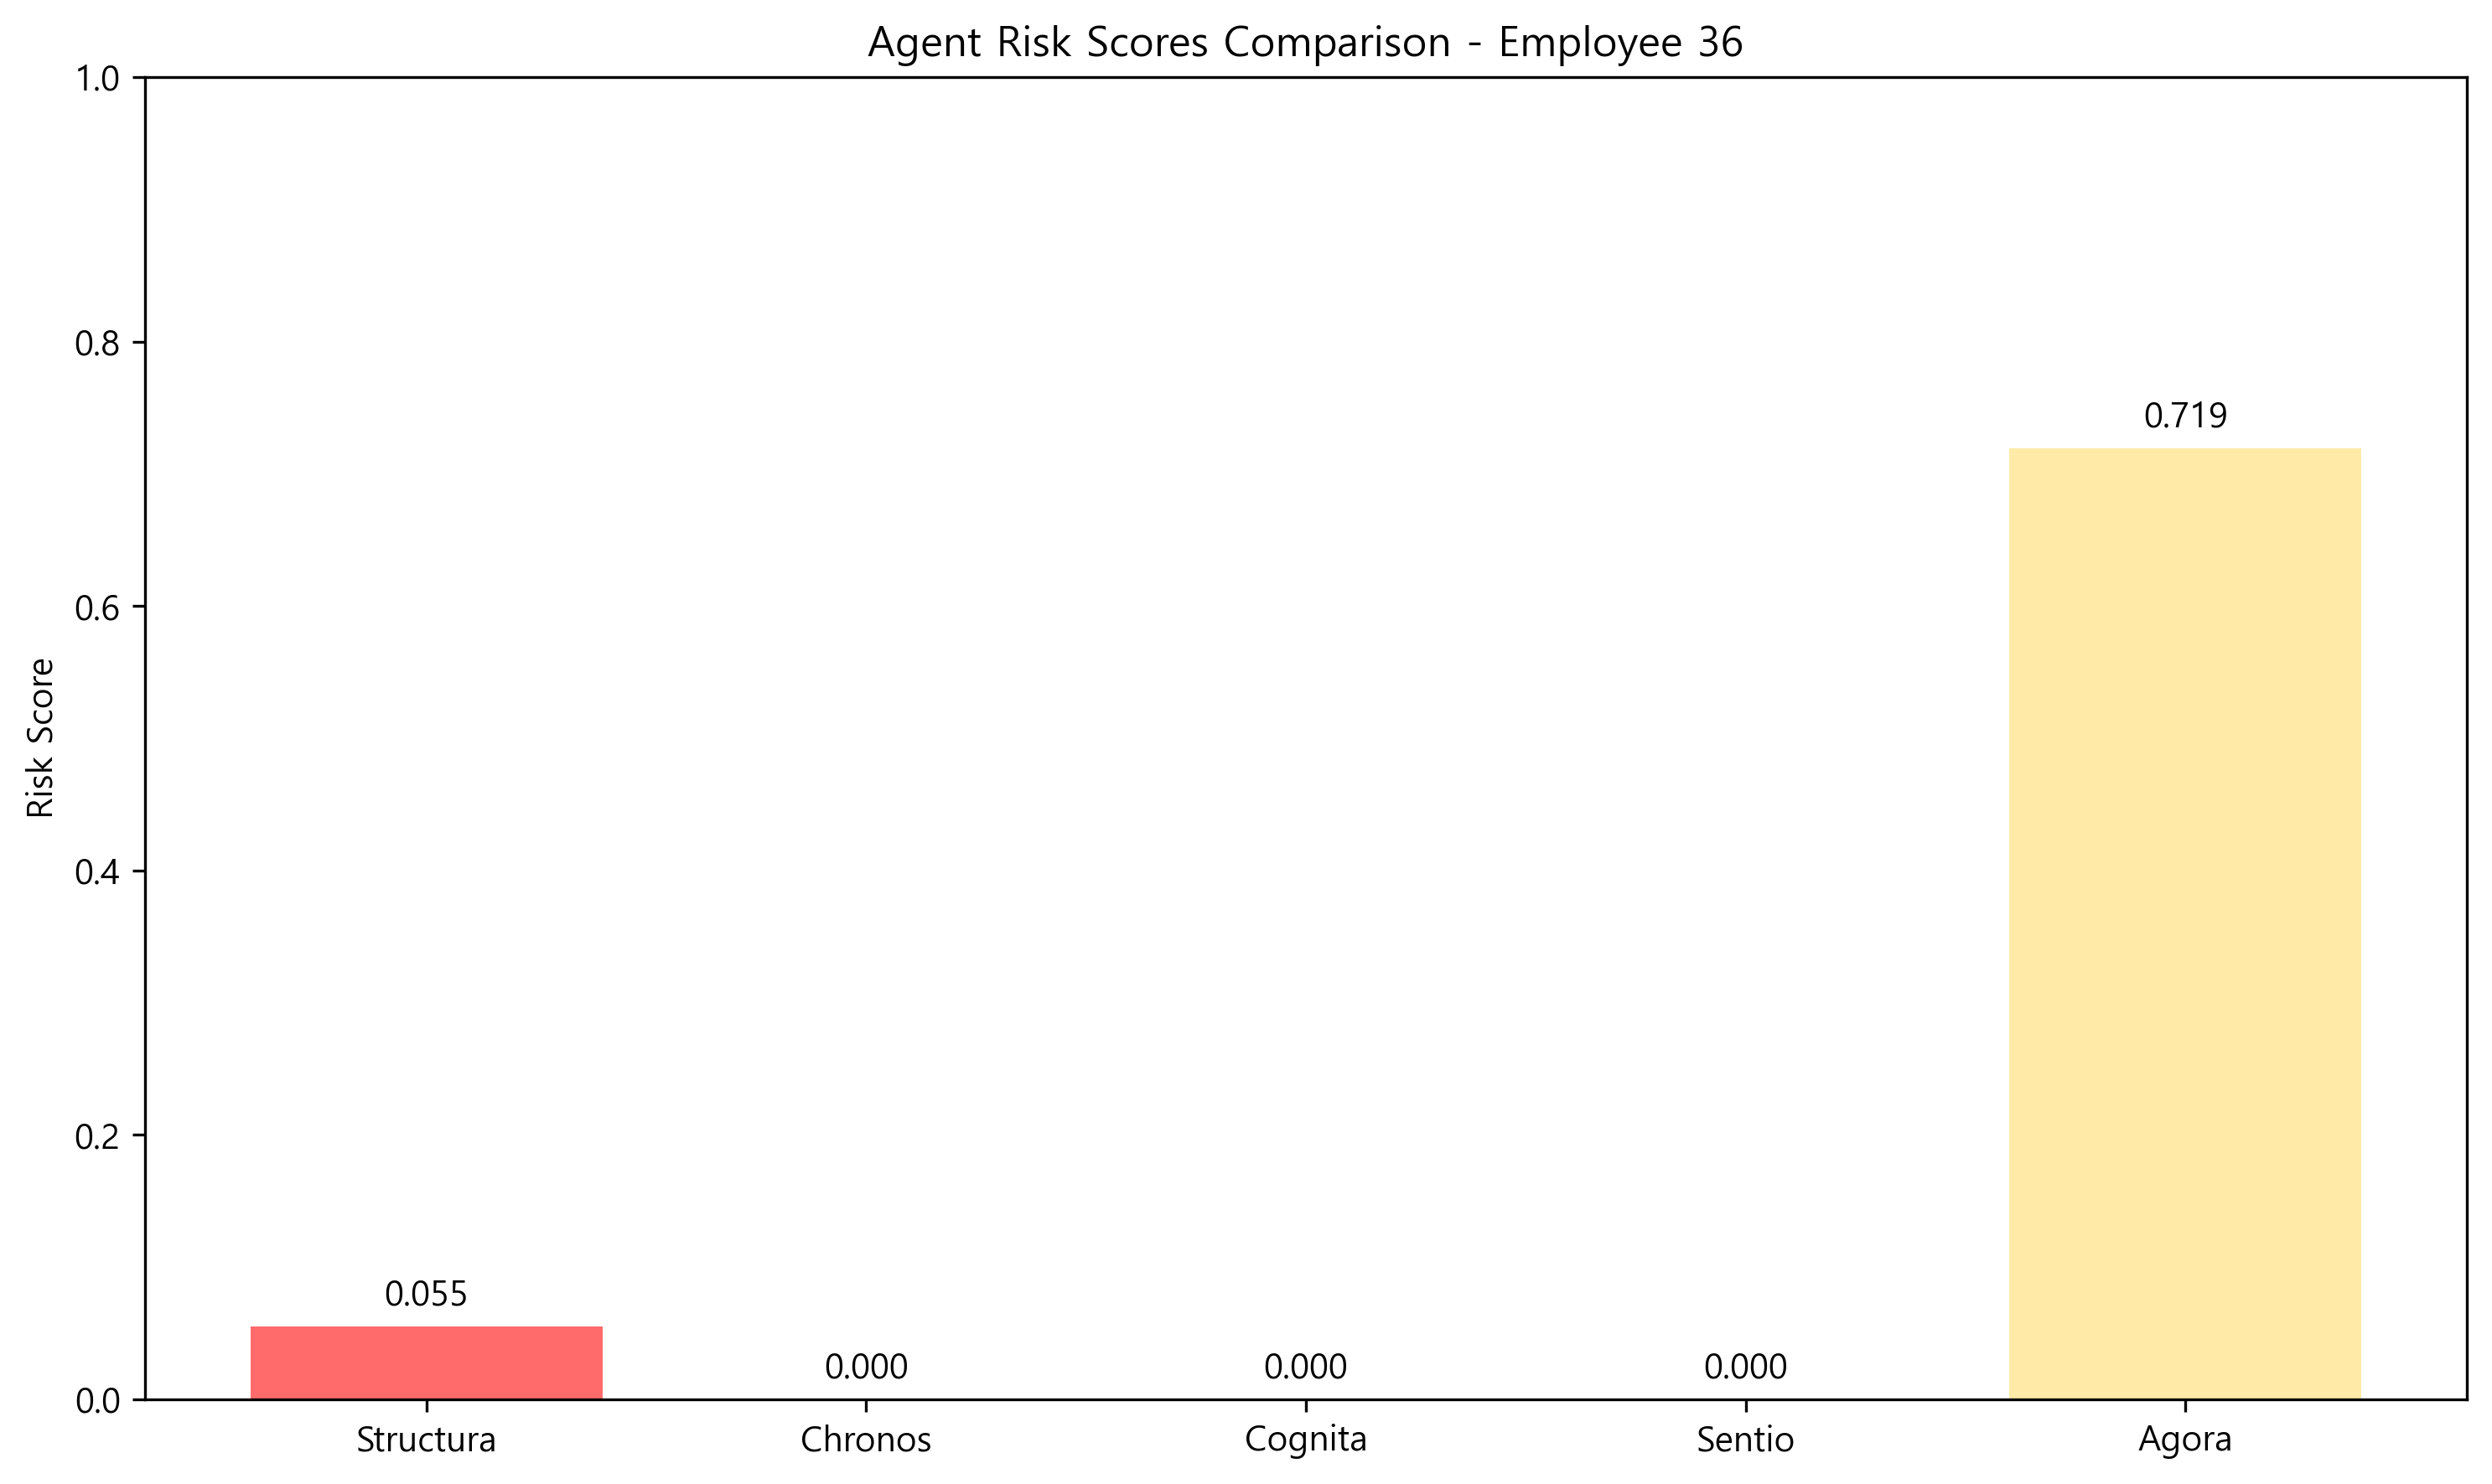 Agent Risk Scores Comparison - Employee 36
1.0
0.8
0.6
0.4
0.2
0.0
Risk Score
0.055
0.000
0.000
0.000
0.719
Structura
Chronos
Cognita
Sentio
Agora